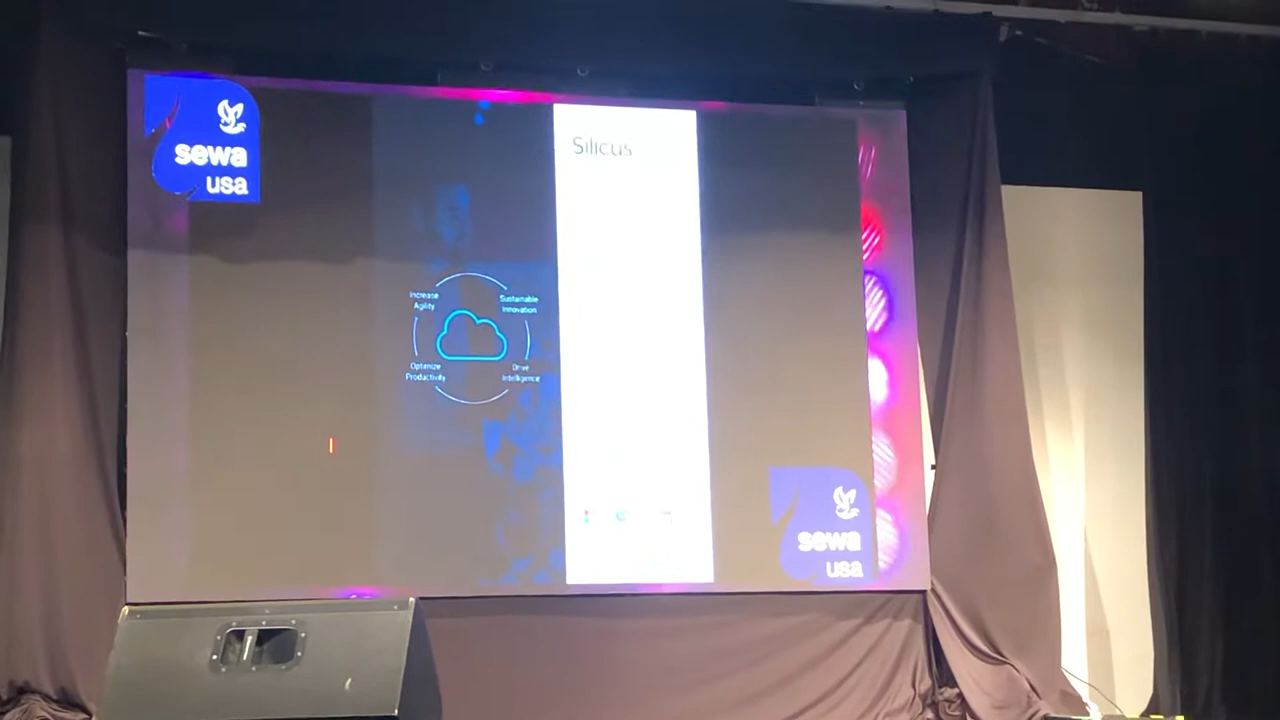 sewa
usa
Silicus
Increase
Agility
Sustainable
Innovation
Optimize
Productivity
Drive
Intelligence
sewa
usa